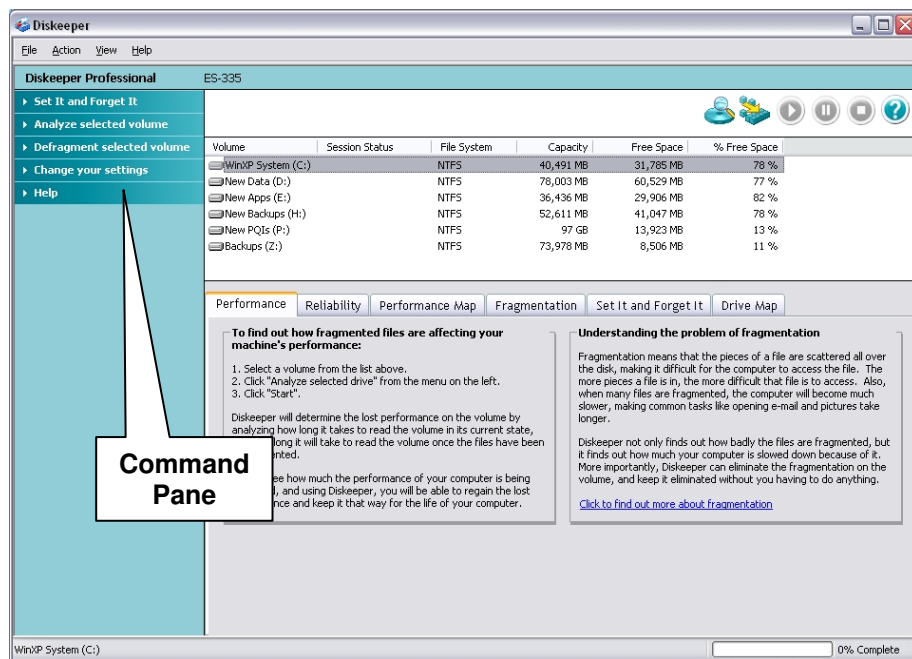 Diskeeper
File Action View Help
Diskeeper Professional ES-335
Set It and Forget It
Analyze selected volume
Defragment selected volume
Change your settings
Help
Volume Session Status File System Capacity Free Space % Free Space
WinXP System (C:) NTFS 40,491 MB 31,785 MB 78 %
New Data (D:) NTFS 78,003 MB 60,529 MB 77 %
New Apps (E:) NTFS 36,436 MB 29,906 MB 82 %
New Backups (H:) NTFS 52,611 MB 41,047 MB 78 %
New PQIs (P:) NTFS 97 GB 13,923 MB 13 %
Backups (Z:) NTFS 73,978 MB 8,506 MB 11 %
Performance Reliability Performance Map Fragmentation Set It and Forget It Drive Map
To find out how fragmented files are affecting your
machine's performance:
1. Select a volume from the list above.
2. Click "Analyze selected drive" from the menu on the left.
3. Click "Start".
Diskeeper will determine the lost performance on the volume by
analyzing how long it takes to read the volume in its current state,
long it will take to read the volume once the files have been
how much the performance of your computer is being
and using Diskeeper, you will be able to regain the lost
and keep it that way for the life of your computer.
Understanding the problem of fragmentation
Fragmentation means that the pieces of a file are scattered all over
the disk, making it difficult for the computer to access the file. The
more pieces a file is in, the more difficult that file is to access. Also,
when many files are fragmented, the computer will become much
slower, making common tasks like opening e-mail and pictures take
longer.
Diskeeper not only finds out how badly the files are fragmented, but
it finds out how much your computer is slowed down because of it.
More importantly, Diskeeper can eliminate the fragmentation on the
volume, and keep it eliminated without you having to do anything.
Click to find out more about fragmentation
Command
Pane
WinXP System (C:) 0% Complete